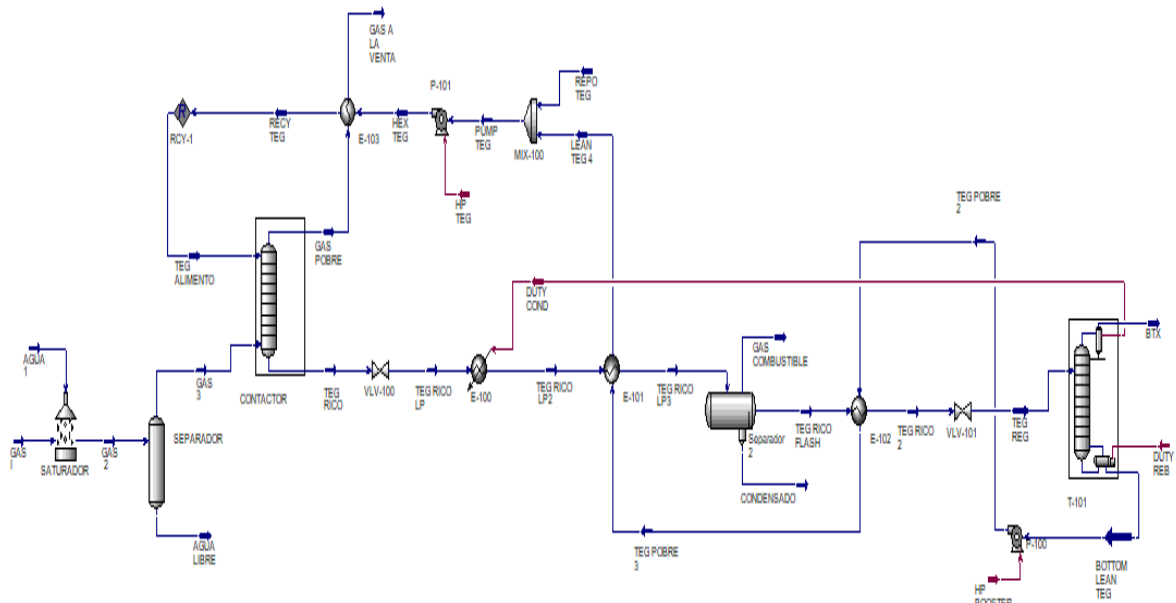 GAS A
LA
VENTA
P-101
REPO
TEG
RCY-1
RECY
TEG
E-103
HEX
TEG
PUMP
TEG
MIX-100
LEAN
TEG 4
HP
TEG
TEG POBRE
2
TEG
ALIMENTO
GAS
POBRE
DUTY
COND
BTX
GAS
COMBUSTIBLE
AGUA
1
GAS
3
CONTACTOR
TEG
RICO
VLV-100
TEG RICO
LP
E-100
TEG RICO
LP2
E-101
TEG RICO
LP3
SEPARADOR
Separador
2
TEG RICO
FLASH
E-102
TEG RICO
2
VLV-101
TEG
REG
DUTY
REB
GAS
I
SATURADOR
GAS
2
CONDENSADO
T-101
AGUA
LIBRE
TEG POBRE
3
P-100
BOTTOM
LEAN
TEG
HP
BOOSTER